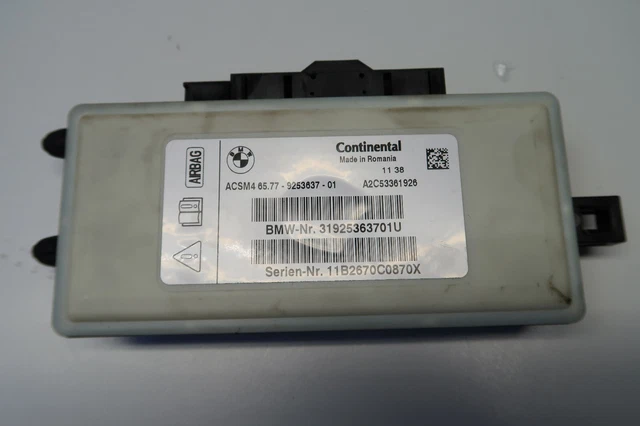 AIRBAG
BMW
Continental
Made in Romania
11 38
ACSM4 65.77 - 9253637 - 01 A2C53361926
BMW-Nr. 31925363701U
Serien-Nr. 11B2670C0870X